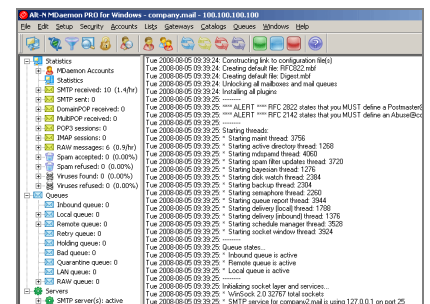 Alt-N MDaemon PRO for Windows - company.mail - 100.100.100.100
File Edit Setup Security Accounts Lists Gateways Catalogs Queues Windows Help
Statistics
MDaemon Accounts
Statistics
SMTP received: 10 (1.4/hr)
SMTP sent: 0
DomainPOP received: 0
MultiPOP received: 0
POP3 sessions: 0
IMAP sessions: 0
RAW messages: 6 (0.9/hr)
Spam accepted: 0 (0.00%)
Spam refused: 0 (0.00%)
Viruses found: 0 (0.00%)
Viruses refused: 0 (0.00%)
Queues
Inbound queue: 0
Local queue: 0
Remote queue: 0
Retry queue: 0
Holding queue: 0
Bad queue: 0
Quarantine queue: 0
LAN queue: 0
RAW queue: 0
Servers
SMTP server(s): active
Tue 2008-08-05 09:39:24: Constructing link to configuration file(s)
Tue 2008-08-05 09:39:24: Creating default file: RFC822.mbf
Tue 2008-08-05 09:39:24: Creating default file: Digest.mbf
Tue 2008-08-05 09:39:24: Unlocking all mailboxes and mail queues
Tue 2008-08-05 09:39:24: Installing all plugins
Tue 2008-08-05 09:39:25: ----------
Tue 2008-08-05 09:39:25: **** ALERT **** RFC 2822 states that you MUST define a Postmaster@
Tue 2008-08-05 09:39:25: **** ALERT **** RFC 2142 states that you MUST define an Abuse@co
Tue 2008-08-05 09:39:25: ----------
Tue 2008-08-05 09:39:25: Starting threads:
Tue 2008-08-05 09:39:25: * Starting maint thread: 3756
Tue 2008-08-05 09:39:25: * Starting active directory thread: 1268
Tue 2008-08-05 09:39:25: * Starting mdspamd thread: 4060
Tue 2008-08-05 09:39:25: * Starting spam filter updates thread: 3720
Tue 2008-08-05 09:39:25: * Starting bayesian thread: 1276
Tue 2008-08-05 09:39:25: * Starting disk watch thread: 2384
Tue 2008-08-05 09:39:25: * Starting backup thread: 2304
Tue 2008-08-05 09:39:25: * Starting semaphore thread: 2260
Tue 2008-08-05 09:39:25: * Starting queue report thread: 3944
Tue 2008-08-05 09:39:25: * Starting delivery (local) thread: 1788
Tue 2008-08-05 09:39:25: * Starting delivery (inbound) thread: 1376
Tue 2008-08-05 09:39:25: * Starting schedule manager thread: 3528
Tue 2008-08-05 09:39:25: * Starting socket window thread: 3924
Tue 2008-08-05 09:39:25: ----------
Tue 2008-08-05 09:39:25: Queue states...
Tue 2008-08-05 09:39:25: * Inbound queue is active
Tue 2008-08-05 09:39:25: * Remote queue is active
Tue 2008-08-05 09:39:25: * Local queue is active
Tue 2008-08-05 09:39:25: ----------
Tue 2008-08-05 09:39:25: Initializing socket layer and services...
Tue 2008-08-05 09:39:25: * WinSock 2.0 32767 total sockets
Tue 2008-08-05 09:39:25: * SMTP service for company2.mail is using 127.0.0.1 on port 25